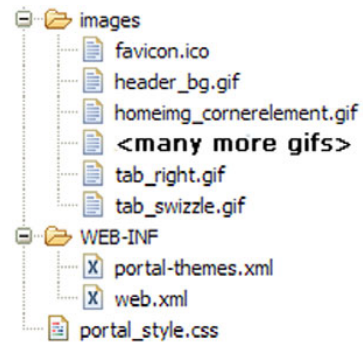 images
favicon.ico
header_bg.gif
homeimg_cornerelement.gif
<many more gifs>
tab_right.gif
tab_swizzle.gif
WEB-INF
portal-themes.xml
web.xml
portal_style.css